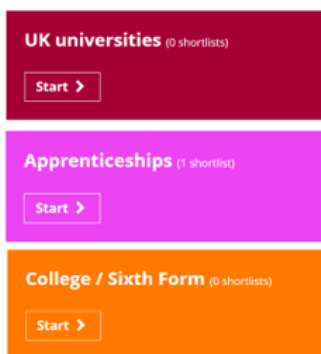 UK universities (0 shortlists)
Start
Apprenticeships (1 shortlist)
Start
College / Sixth Form (0 shortlists)
Start